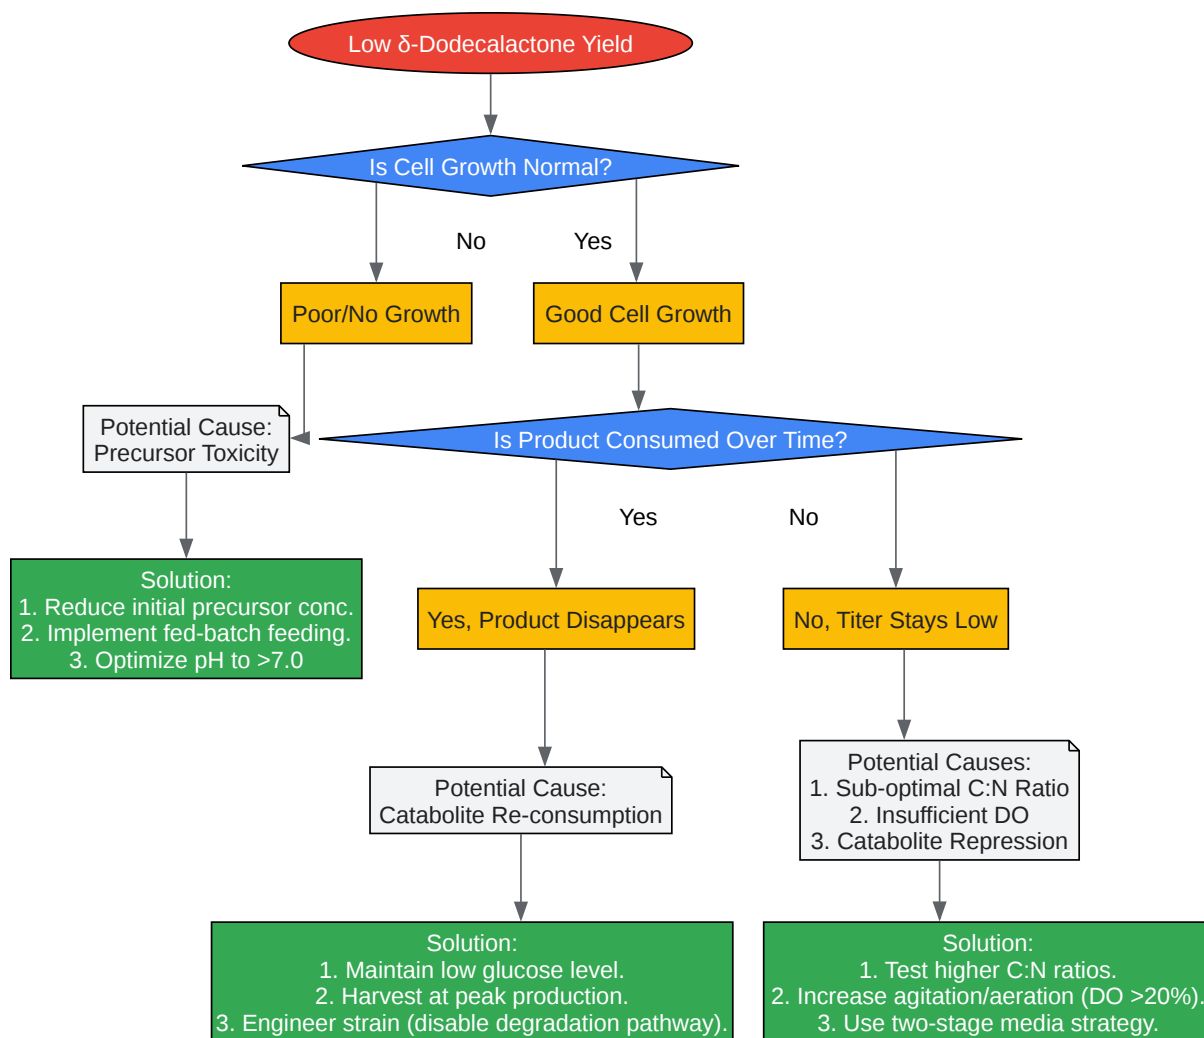 Low δ-Dodecalactone Yield
Is Cell Growth Normal?
No
Yes
Poor/No Growth
Good Cell Growth
Potential Cause:
Precursor Toxicity
Is Product Consumed Over Time?
Yes
No
Solution:
1. Reduce initial precursor conc.
2. Implement fed-batch feeding.
3. Optimize pH to >7.0
Yes, Product Disappears
No, Titer Stays Low
Potential Cause:
Catabolite Re-consumption
Potential Causes:
1. Sub-optimal C:N Ratio
2. Insufficient DO
3. Catabolite Repression
Solution:
1. Maintain low glucose level.
2. Harvest at peak production.
3. Engineer strain (disable degradation pathway).
Solution:
1. Test higher C:N ratios.
2. Increase agitation/aeration (DO >20%).
3. Use two-stage media strategy.